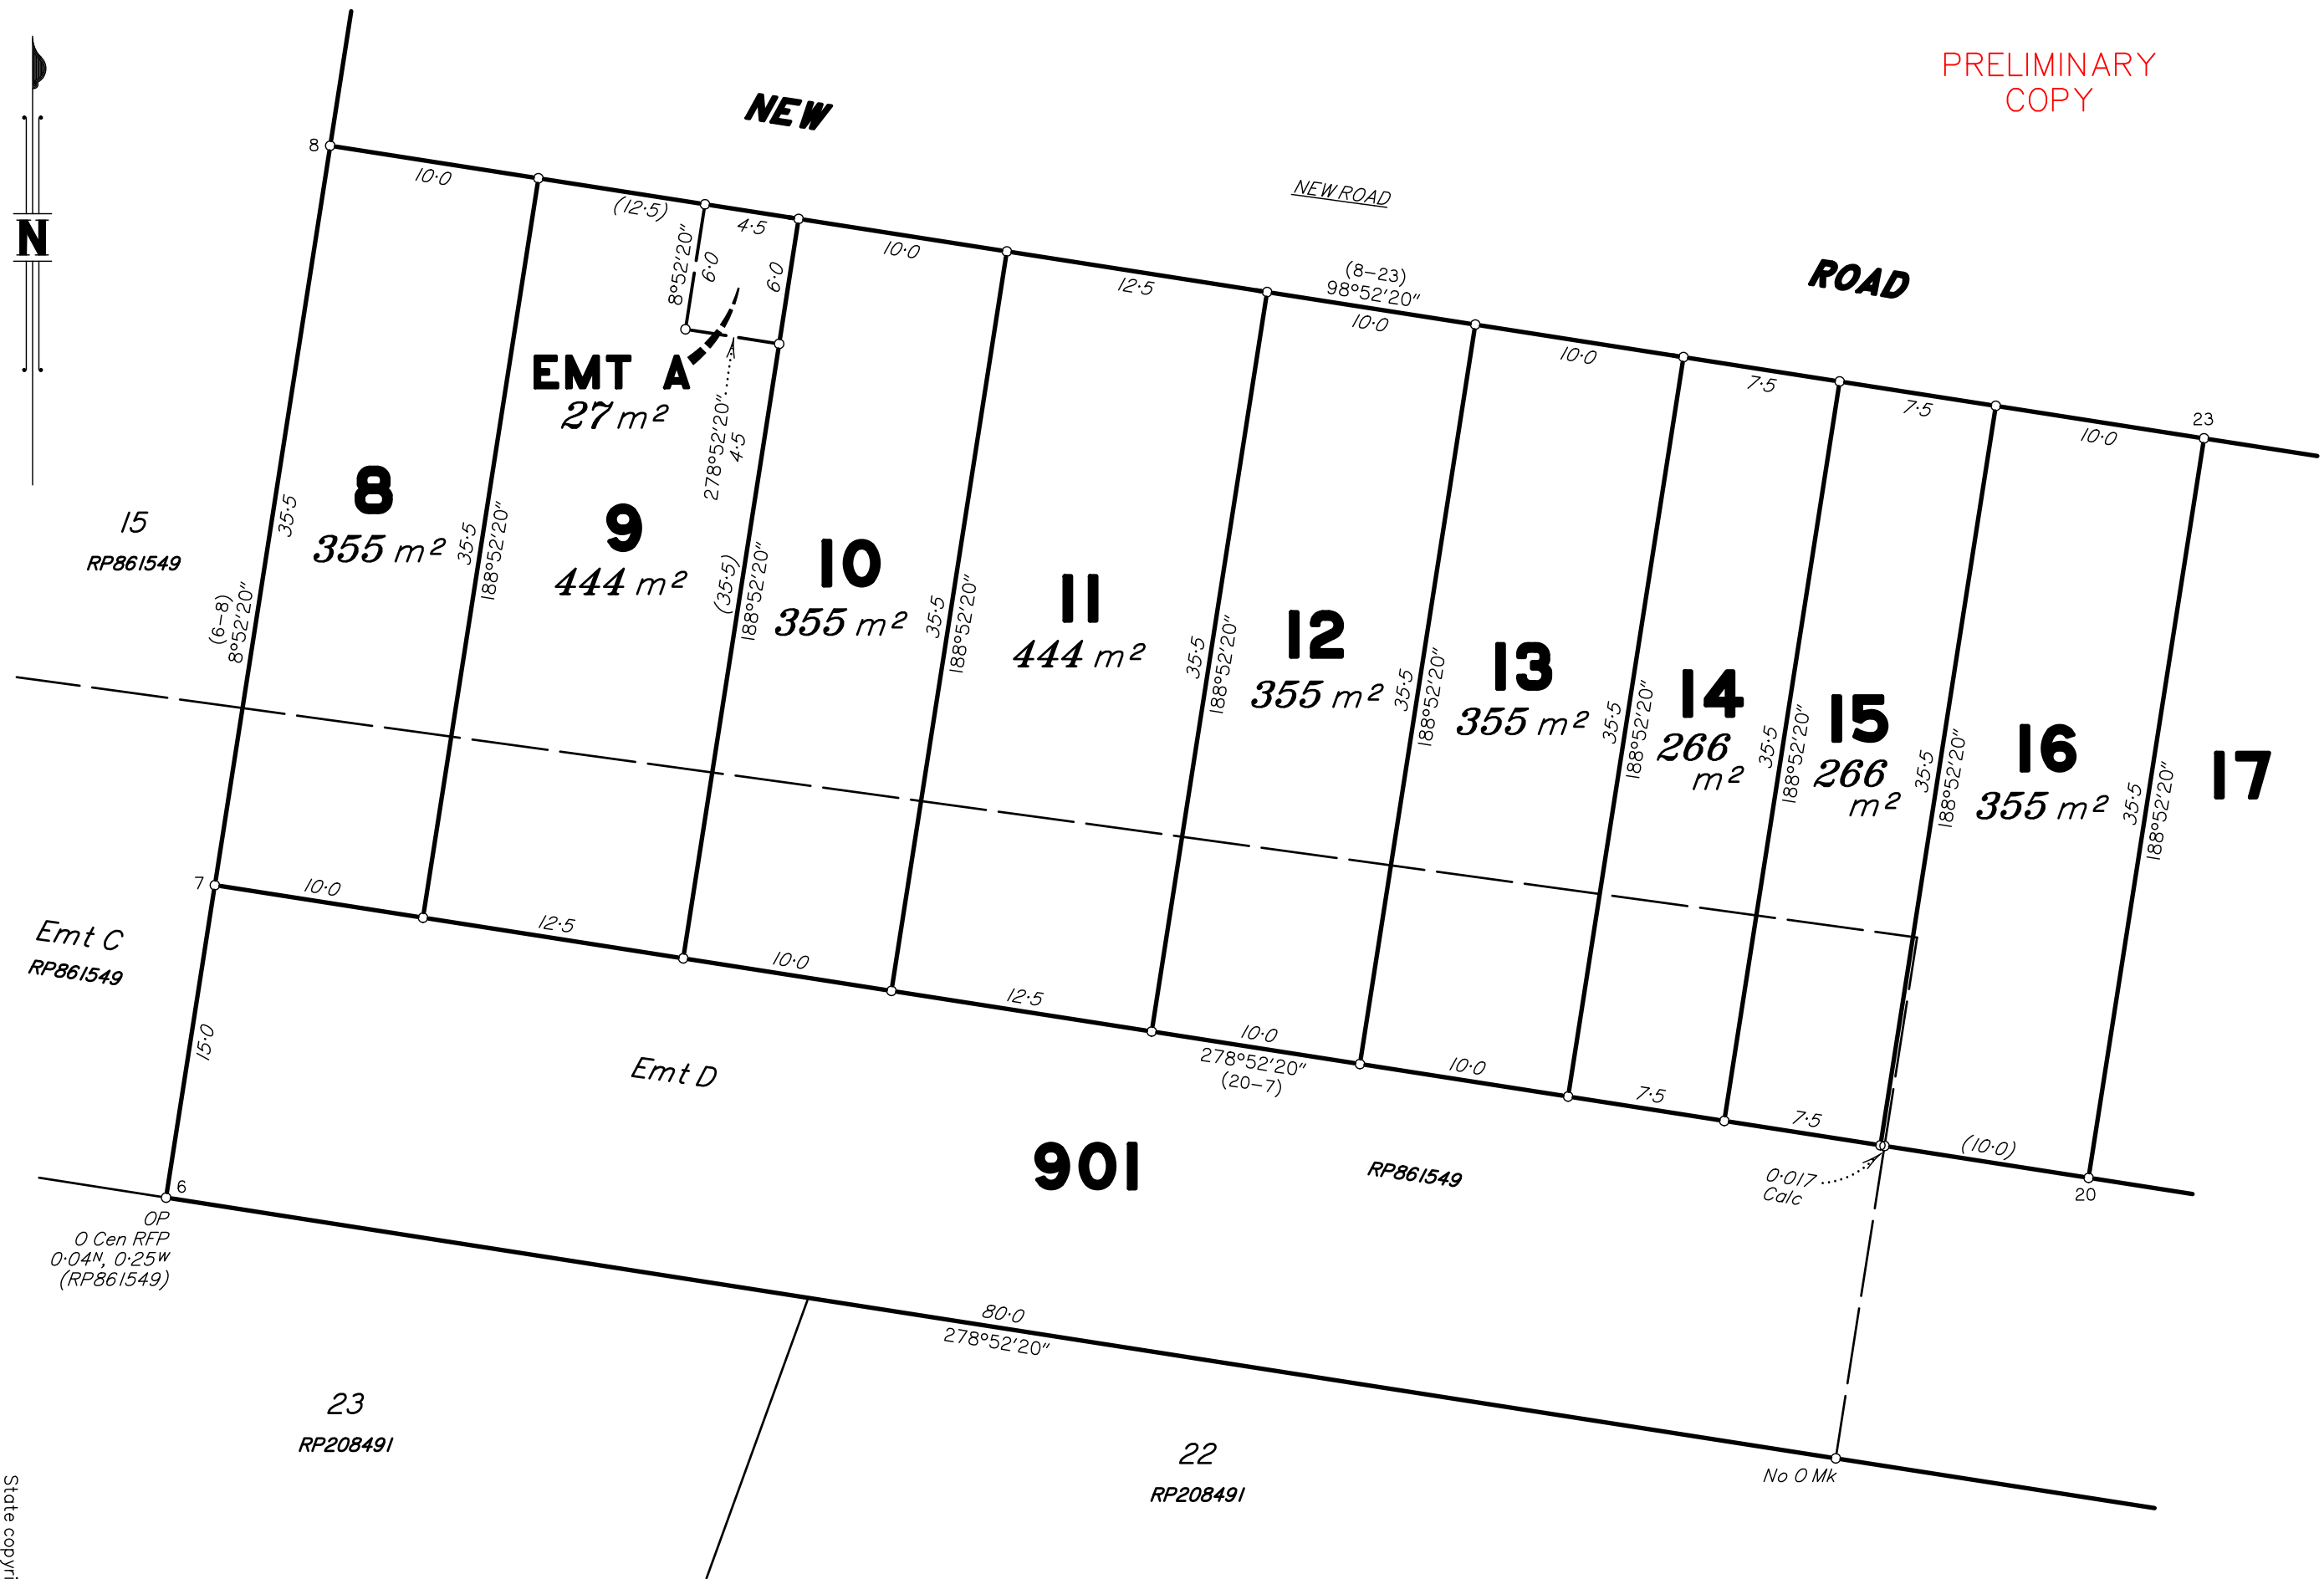 PRELIMINARY
COPY
NEW
NEW ROAD
ROAD
N
8
10·0
(12·5)
4·5
10·0
12·5
(8–23)
98°52'20"
10·0
10·0
7·5
7·5
10·0
23
8°52'20"
6·0
6·0
EMT A
27 m²
278°52'20"
4·5
15
RP861549
(6–8)
8°52'20"
35·5
8
355 m²
35·5
188°52'20"
9
444 m²
(35·5)
188°52'20"
10
355 m²
35·5
188°52'20"
11
444 m²
35·5
188°52'20"
12
355 m²
35·5
188°52'20"
13
355 m²
35·5
188°52'20"
14
266
m²
35·5
188°52'20"
15
266
m²
35·5
188°52'20"
16
355 m²
35·5
188°52'20"
17
7
10·0
12·5
10·0
12·5
10·0
278°52'20"
(20–7)
10·0
7·5
7·5
(10·0)
20
0·017
Calc
Emt C
RP861549
15·0
Emt D
901
RP861549
6
OP
O Cen RFP
0·04N, 0·25W
(RP861549)
80·0
278°52'20"
No O Mk
23
RP208491
22
RP208491
State